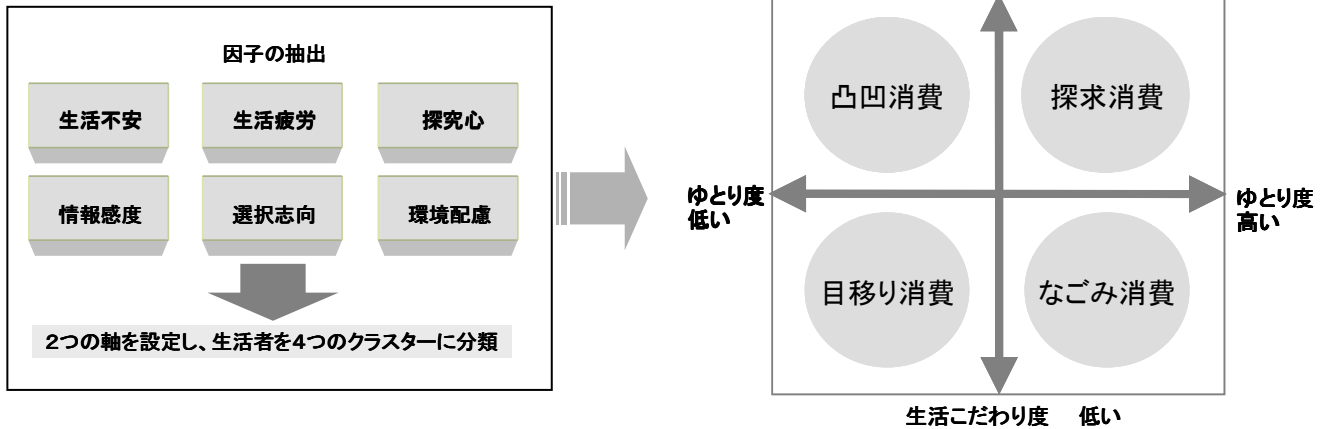 因子の抽出
生活不安
生活疲労
探究心
情報感度
選択志向
環境配慮
2つの軸を設定し、生活者を4つのクラスターに分類
凸凹消費
探求消費
ゆとり度
低い
ゆとり度
高い
目移り消費
なごみ消費
生活こだわり度 低い